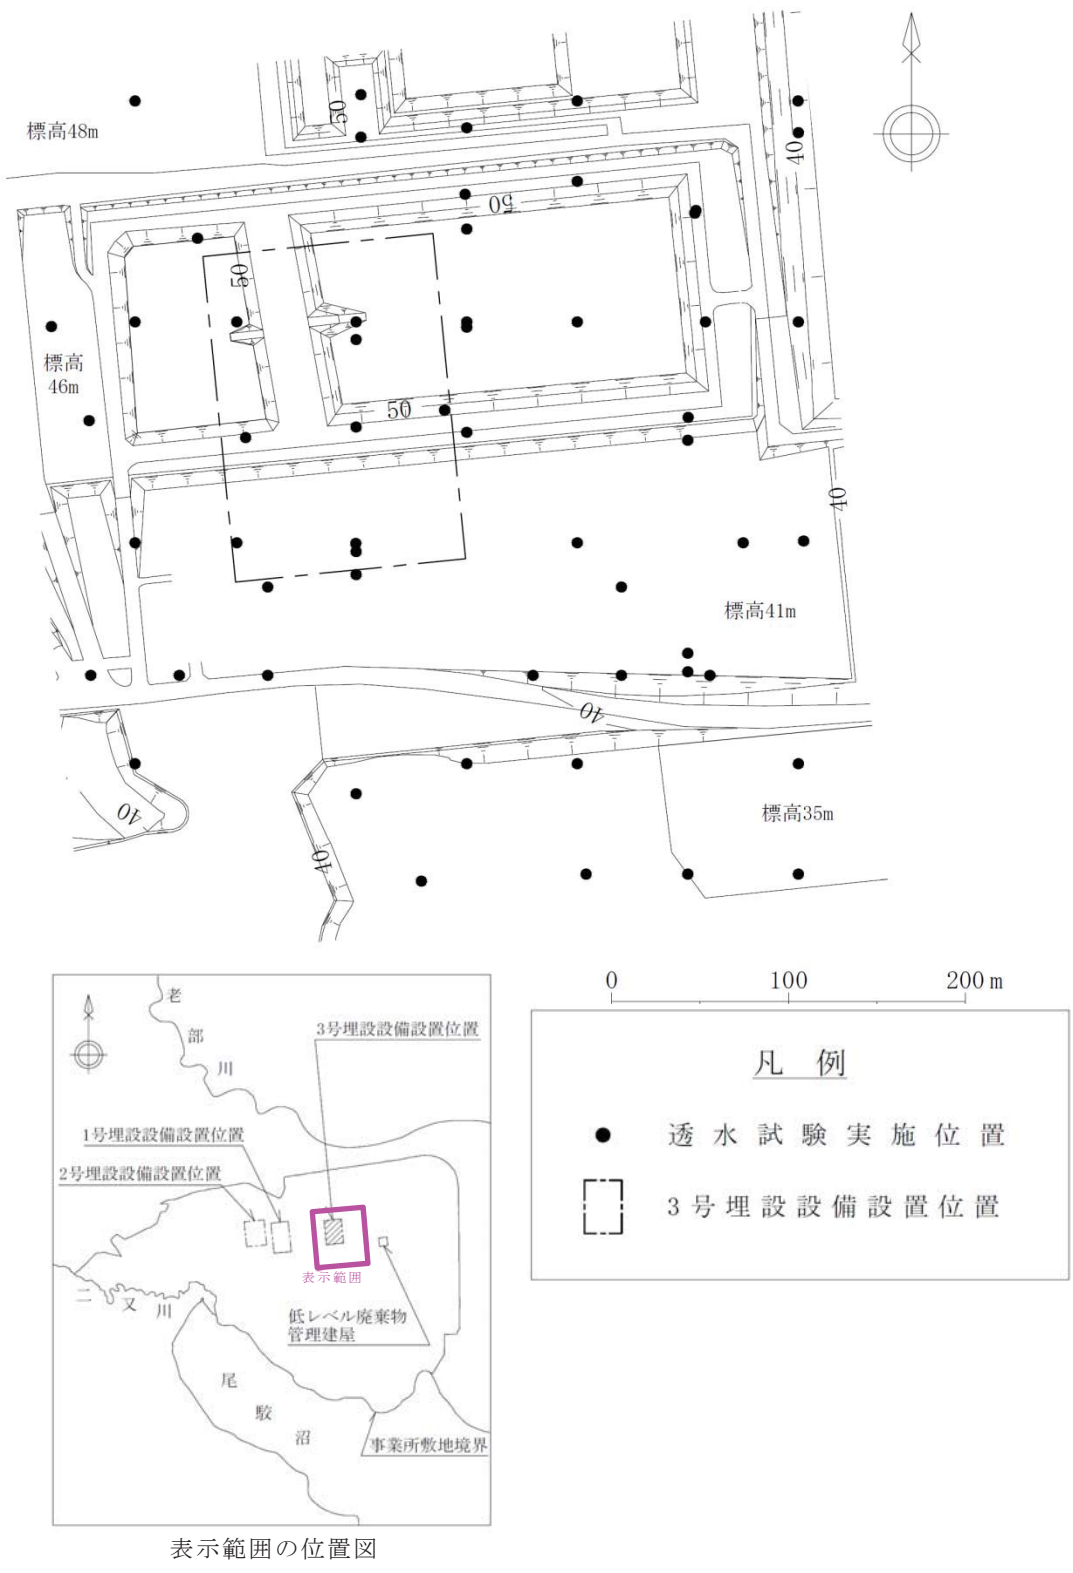 標高48m
50
40
50
50
標高
46m
50
40
標高41m
40
40
標高35m
40
0 100 200m
凡 例
透水試験実施位置
3号埋設設備設置位置
老
部
川
3号埋設設備設置位置
1号埋設設備設置位置
2号埋設設備設置位置
表示範囲
二
又
川
低レベル廃棄物
管理建屋
尾
駮
沼
事業所敷地境界
表示範囲の位置図